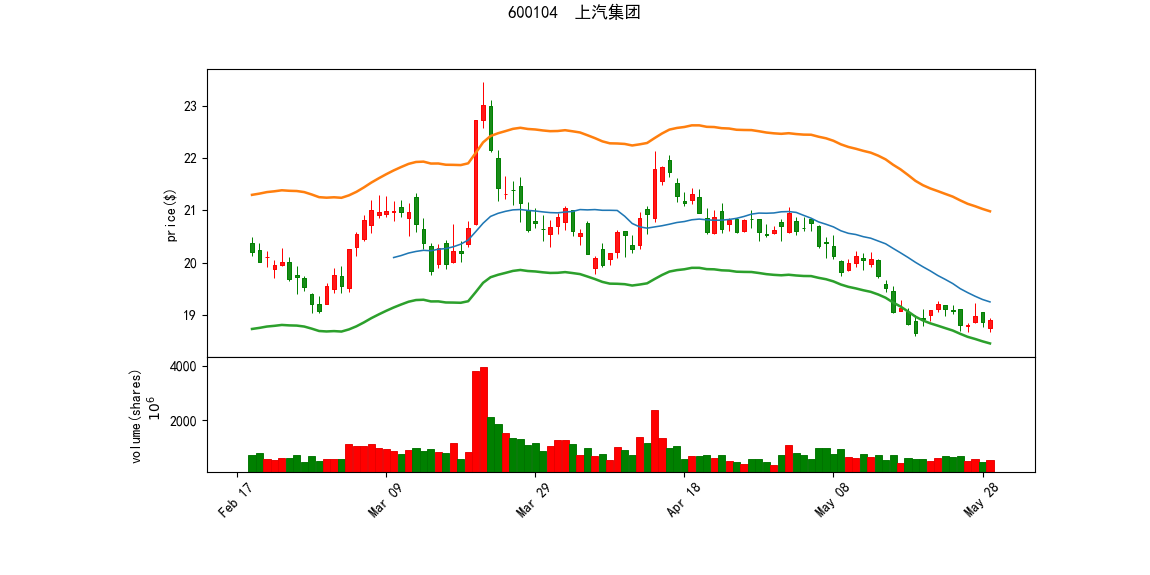 600104 上汽集团
price($)
23
22
21
20
19
volume(shares)
10^6
4000
2000
Feb 17
Mar 09
Mar 29
Apr 18
May 08
May 28